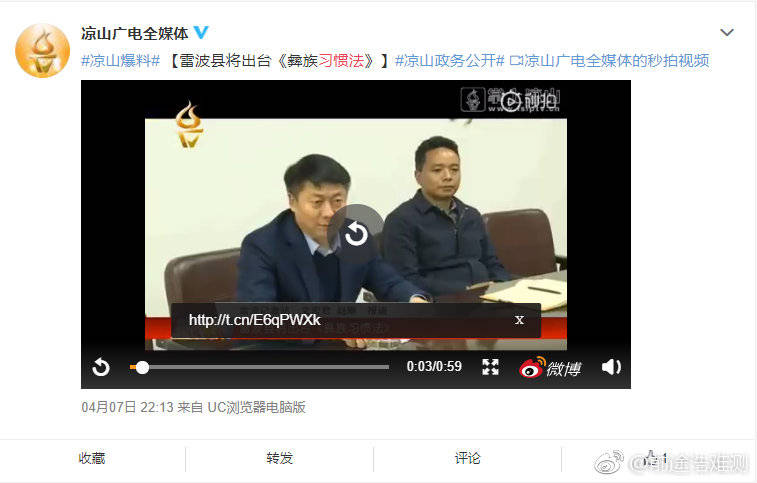 凉山广电全媒体
#凉山爆料# 【雷波县将出台《彝族习惯法》】#凉山政务公开# 凉山广电全媒体的秒拍视频
http://t.cn/E6qPWXk x
0:03/0:59 微博
04月07日 22:13 来自 UC浏览器电脑版
收藏 转发 评论 1